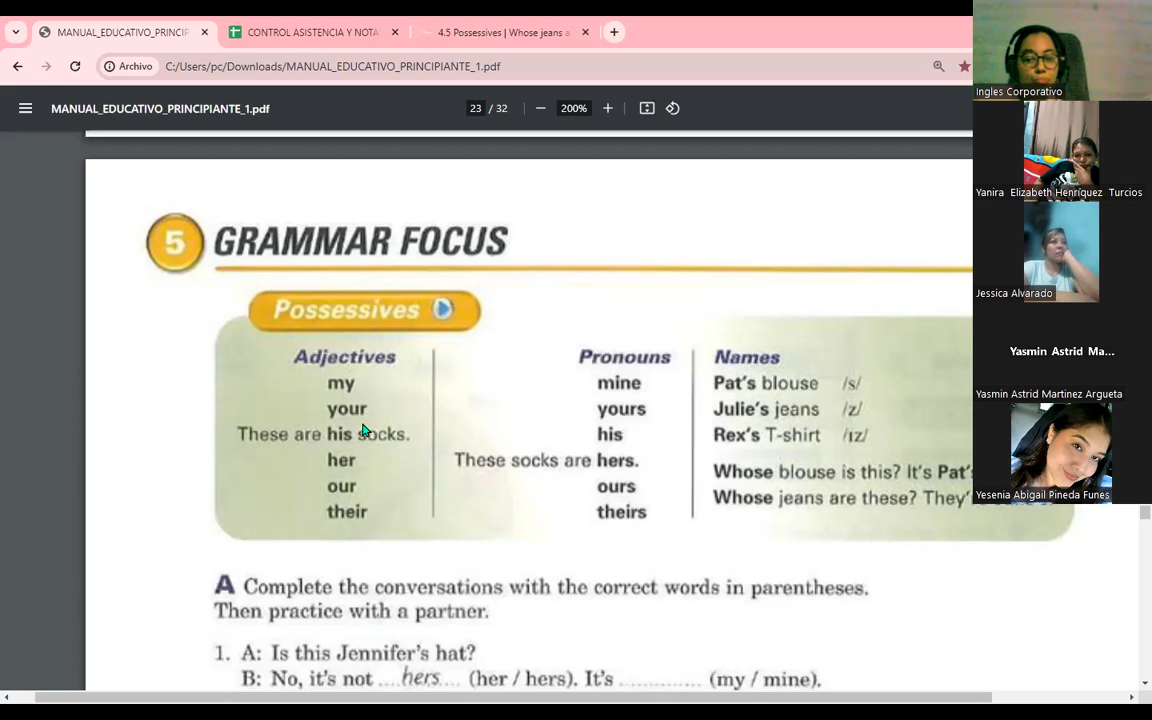 MANUAL_EDUCATIVO_PRINCIP
CONTROL ASISTENCIA Y NOTA
4.5 Possessives | Whose jeans a
Archivo
C:/Users/pc/Downloads/MANUAL_EDUCATIVO_PRINCIPIANTE_1.pdf
MANUAL_EDUCATIVO_PRINCIPIANTE_1.pdf
23 / 32
200%
5 GRAMMAR FOCUS
Possessives
Adjectives
my
your
These are his socks.
her
our
their
Pronouns
mine
yours
his
These socks are hers.
ours
theirs
Names
Pat's blouse /s/
Julie's jeans /z/
Rex's T-shirt /ɪz/
Whose blouse is this? It's Pat's
Whose jeans are these? They'
A Complete the conversations with the correct words in parentheses.
Then practice with a partner.
1. A: Is this Jennifer's hat?
B: No, it's not ....hers.... (her / hers). It's .............. (my / mine).
Ingles Corporativo
Yanira Elizabeth Henríquez Turcios
Jessica Alvarado
Yasmin Astrid Ma...
Yasmin Astrid Martinez Argueta
Yesenia Abigail Pineda Funes